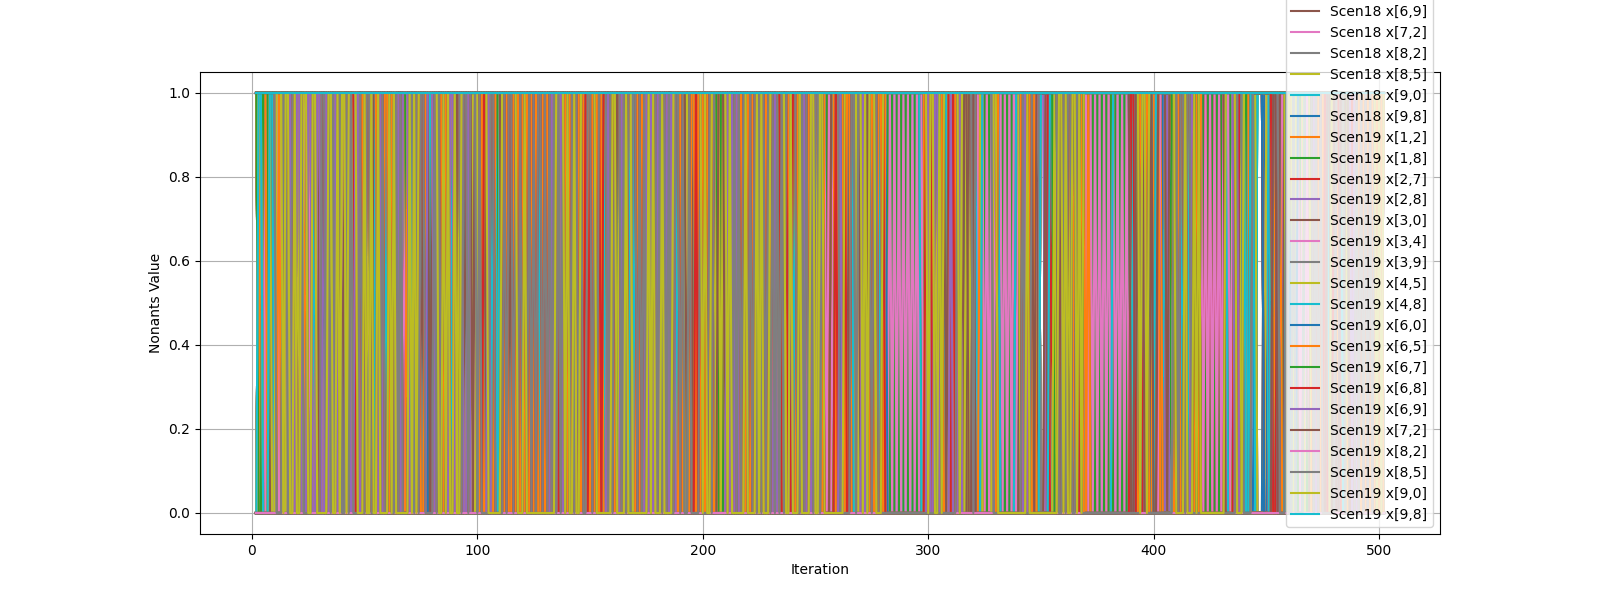 Scen18 x[6,9]
Scen18 x[7,2]
Scen18 x[8,2]
Scen18 x[8,5]
Scen18 x[9,0]
Scen18 x[9,8]
Scen19 x[1,2]
Scen19 x[1,8]
Scen19 x[2,7]
Scen19 x[2,8]
Scen19 x[3,0]
Scen19 x[3,4]
Scen19 x[3,9]
Scen19 x[4,5]
Scen19 x[4,8]
Scen19 x[6,0]
Scen19 x[6,5]
Scen19 x[6,7]
Scen19 x[6,8]
Scen19 x[6,9]
Scen19 x[7,2]
Scen19 x[8,2]
Scen19 x[8,5]
Scen19 x[9,0]
Scen19 x[9,8]
1.0
0.8
0.6
0.4
0.2
0.0
Nonants Value
0 100 200 300 400 500
Iteration